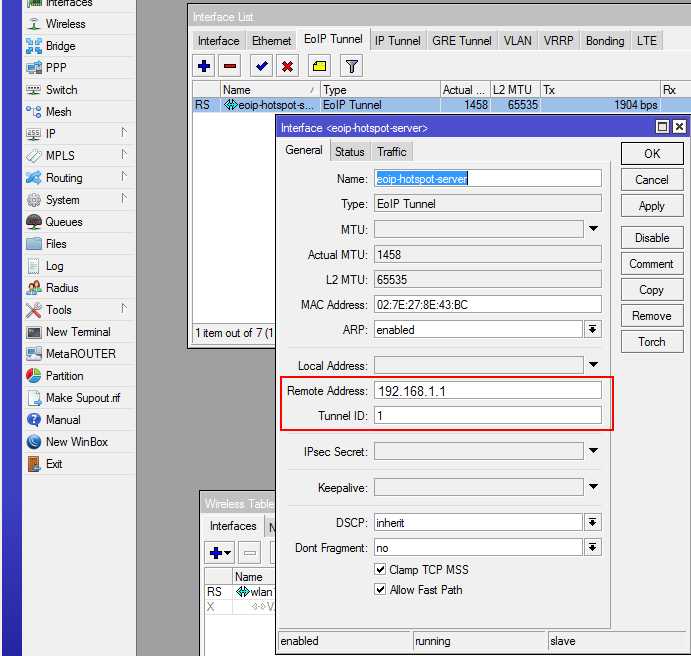 Interfaces
Wireless
Bridge
PPP
Switch
Mesh
IP
MPLS
Routing
System
Queues
Files
Log
Radius
Tools
New Terminal
MetaROUTER
Partition
Make Supout.rif
Manual
New WinBox
Exit
Interface List
Interface Ethernet EoIP Tunnel IP Tunnel GRE Tunnel VLAN VRRP Bonding LTE
Name / Type Actual ... L2 MTU Tx Rx
RS eoip-hotspot-s... EoIP Tunnel 1458 65535 1904 bps
1 item out of 7 (1
Interface <eoip-hotspot-server>
General Status Traffic
Name: eoip-hotspot-server
Type: EoIP Tunnel
MTU:
Actual MTU: 1458
L2 MTU: 65535
MAC Address: 02:7E:27:8E:43:BC
ARP: enabled
Local Address:
Remote Address: 192.168.1.1
Tunnel ID: 1
IPsec Secret:
Keepalive:
DSCP: inherit
Dont Fragment: no
Clamp TCP MSS
Allow Fast Path
enabled running slave
OK
Cancel
Apply
Disable
Comment
Copy
Remove
Torch
Wireless Table
Interfaces N
Name
RS wlan
X V